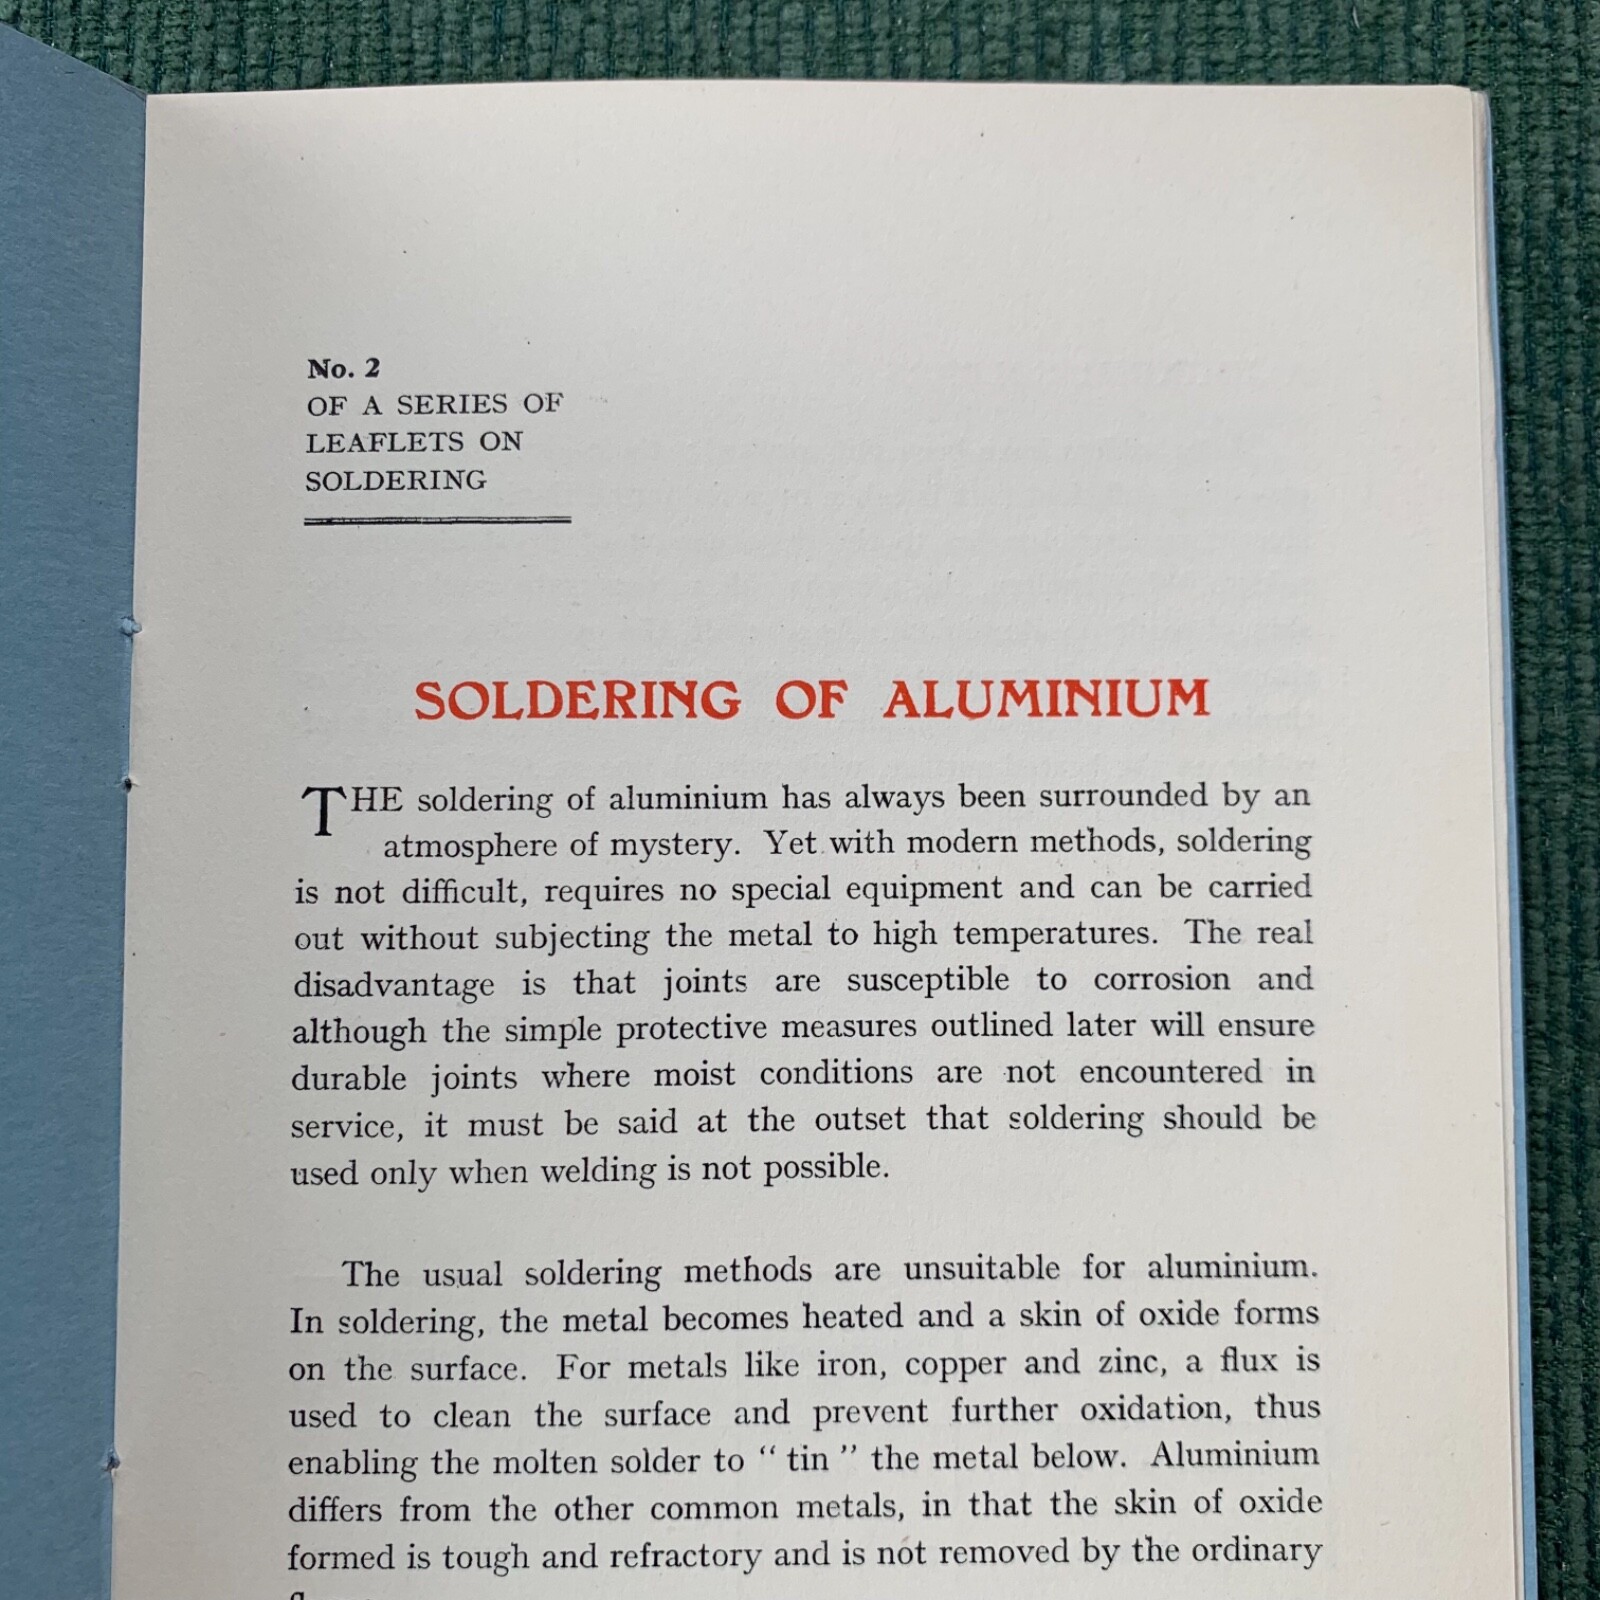 No. 2
OF A SERIES OF
LEAFLETS ON
SOLDERING
SOLDERING OF ALUMINIUM
THE soldering of aluminium has always been surrounded by an
atmosphere of mystery. Yet with modern methods, soldering
is not difficult, requires no special equipment and can be carried
out without subjecting the metal to high temperatures. The real
disadvantage is that joints are susceptible to corrosion and
although the simple protective measures outlined later will ensure
durable joints where moist conditions are not encountered in
service, it must be said at the outset that soldering should be
used only when welding is not possible.
The usual soldering methods are unsuitable for aluminium.
In soldering, the metal becomes heated and a skin of oxide forms
on the surface. For metals like iron, copper and zinc, a flux is
used to clean the surface and prevent further oxidation, thus
enabling the molten solder to “ tin ” the metal below. Aluminium
differs from the other common metals, in that the skin of oxide
formed is tough and refractory and is not removed by the ordinary